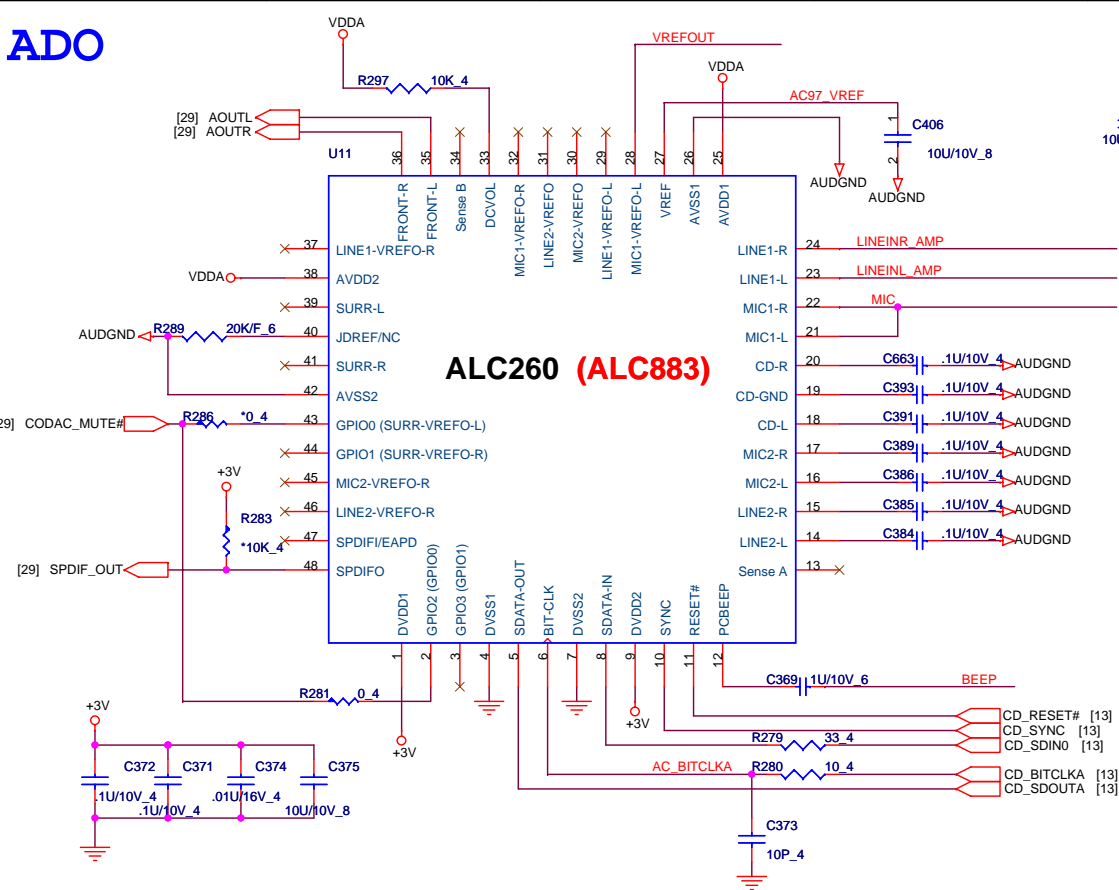 ADO
VDDA
R297
10K_4
[29] AOUTL
[29] AOUTR
VREFOUT
VDDA
AC97_VREF
1
C406
10U/10V_8
2
AUDGND
AUDGND
U11
36
35
34
33
32
31
30
29
28
27
26
25
FRONT-R
FRONT-L
Sense B
DCVOL
MIC1-VREFO-R
LINE2-VREFO
MIC2-VREFO
LINE1-VREFO-L
MIC1-VREFO-L
VREF
AVSS1
AVDD1
37 LINE1-VREFO-R
VDDA 38 AVDD2
39 SURR-L
AUDGND R289 20K/F_6 40 JDREF/NC
41 SURR-R
42 AVSS2
CODAC_MUTE# R286 *0_4 43 GPIO0 (SURR-VREFO-L)
44 GPIO1 (SURR-VREFO-R)
45 MIC2-VREFO-R
46 LINE2-VREFO-R
47 SPDIFI/EAPD
[29] SPDIF_OUT 48 SPDIFO
+3V
R283
*10K_4
ALC260 (ALC883)
LINE1-R 24 LINEINR_AMP
LINE1-L 23 LINEINL_AMP
MIC1-R 22 MIC
MIC1-L 21
CD-R 20 C663 .1U/10V_4 AUDGND
CD-GND 19 C393 .1U/10V_4 AUDGND
CD-L 18 C391 .1U/10V_4 AUDGND
MIC2-R 17 C389 .1U/10V_4 AUDGND
MIC2-L 16 C386 .1U/10V_4 AUDGND
LINE2-R 15 C385 .1U/10V_4 AUDGND
LINE2-L 14 C384 .1U/10V_4 AUDGND
Sense A 13
DVDD1
GPIO2 (GPIO0)
GPIO3 (GPIO1)
DVSS1
SDATA-OUT
BIT-CLK
DVSS2
SDATA-IN
DVDD2
SYNC
RESET#
PCBEEP
1
2
3
4
5
6
7
8
9
10
11
12
R281 0_4
+3V
+3V
C369 1U/10V_6 BEEP
CD_RESET# [13]
CD_SYNC [13]
R279 33_4 CD_SDIN0 [13]
AC_BITCLKA R280 10_4 CD_BITCLKA [13]
CD_SDOUTA [13]
C373
10P_4
+3V
C372 C371 C374 C375
.1U/10V_4 .1U/10V_4 .01U/16V_4 10U/10V_8